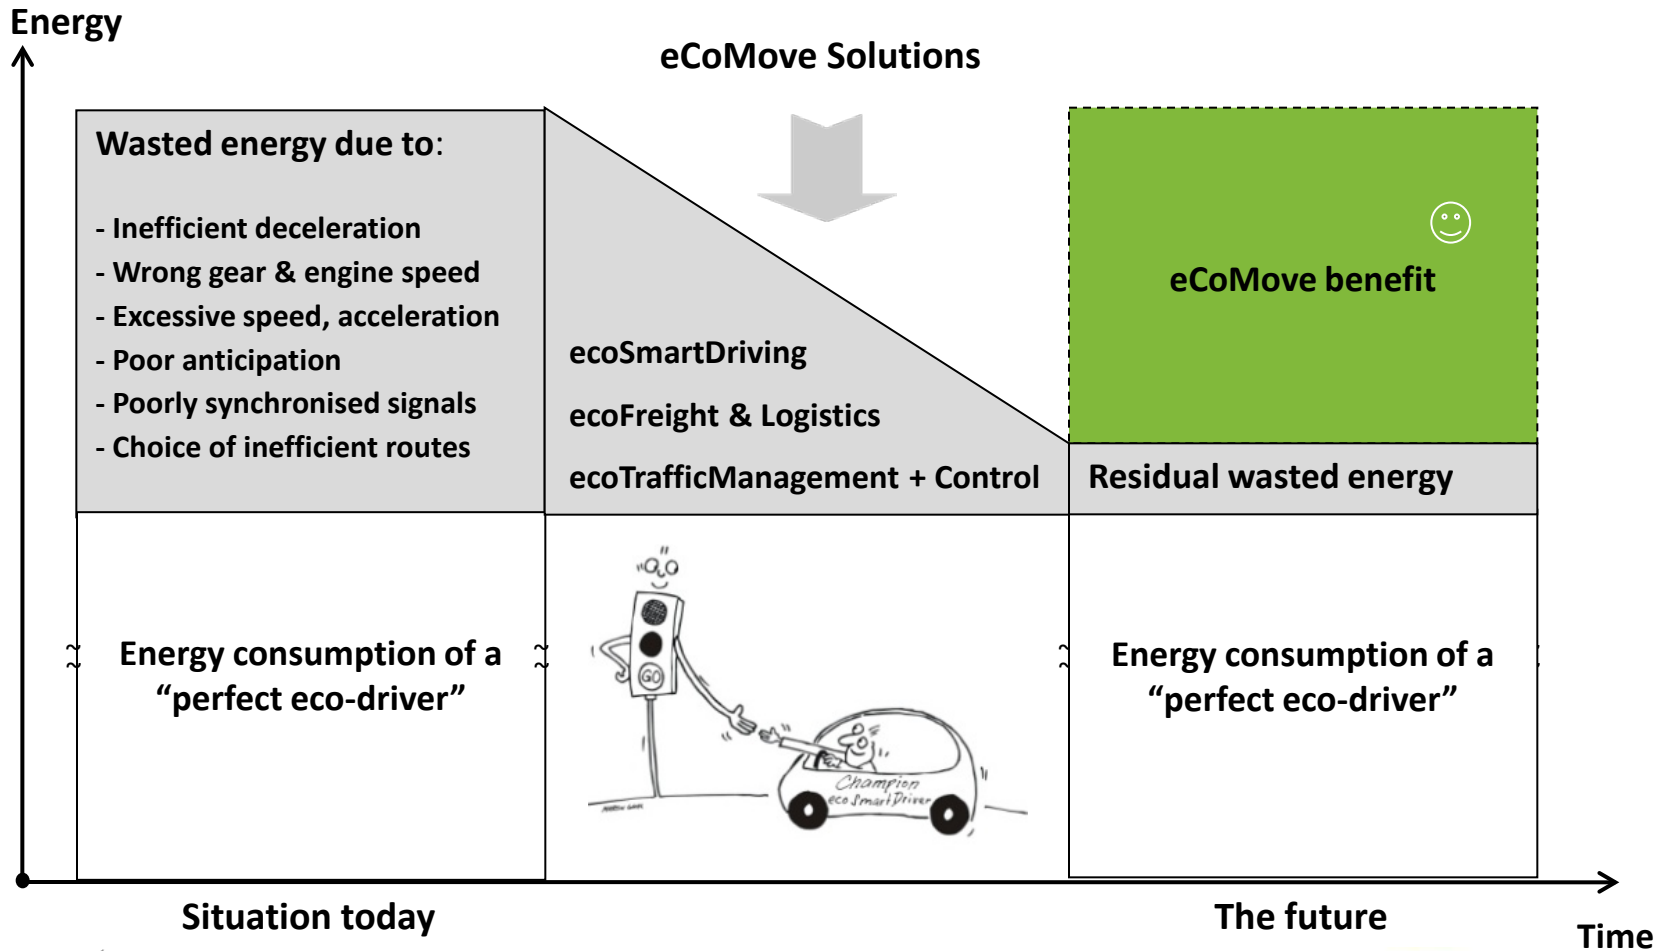 Energy
eCoMove Solutions
Wasted energy due to:
- Inefficient deceleration
- Wrong gear & engine speed
- Excessive speed, acceleration
- Poor anticipation
- Poorly synchronised signals
- Choice of inefficient routes
ecoSmartDriving
ecoFreight & Logistics
ecoTrafficManagement + Control
eCoMove benefit
Residual wasted energy
Energy consumption of a
“perfect eco-driver”
GO
Champion
ecoSmartDriver
Energy consumption of a
“perfect eco-driver”
Situation today
The future
Time